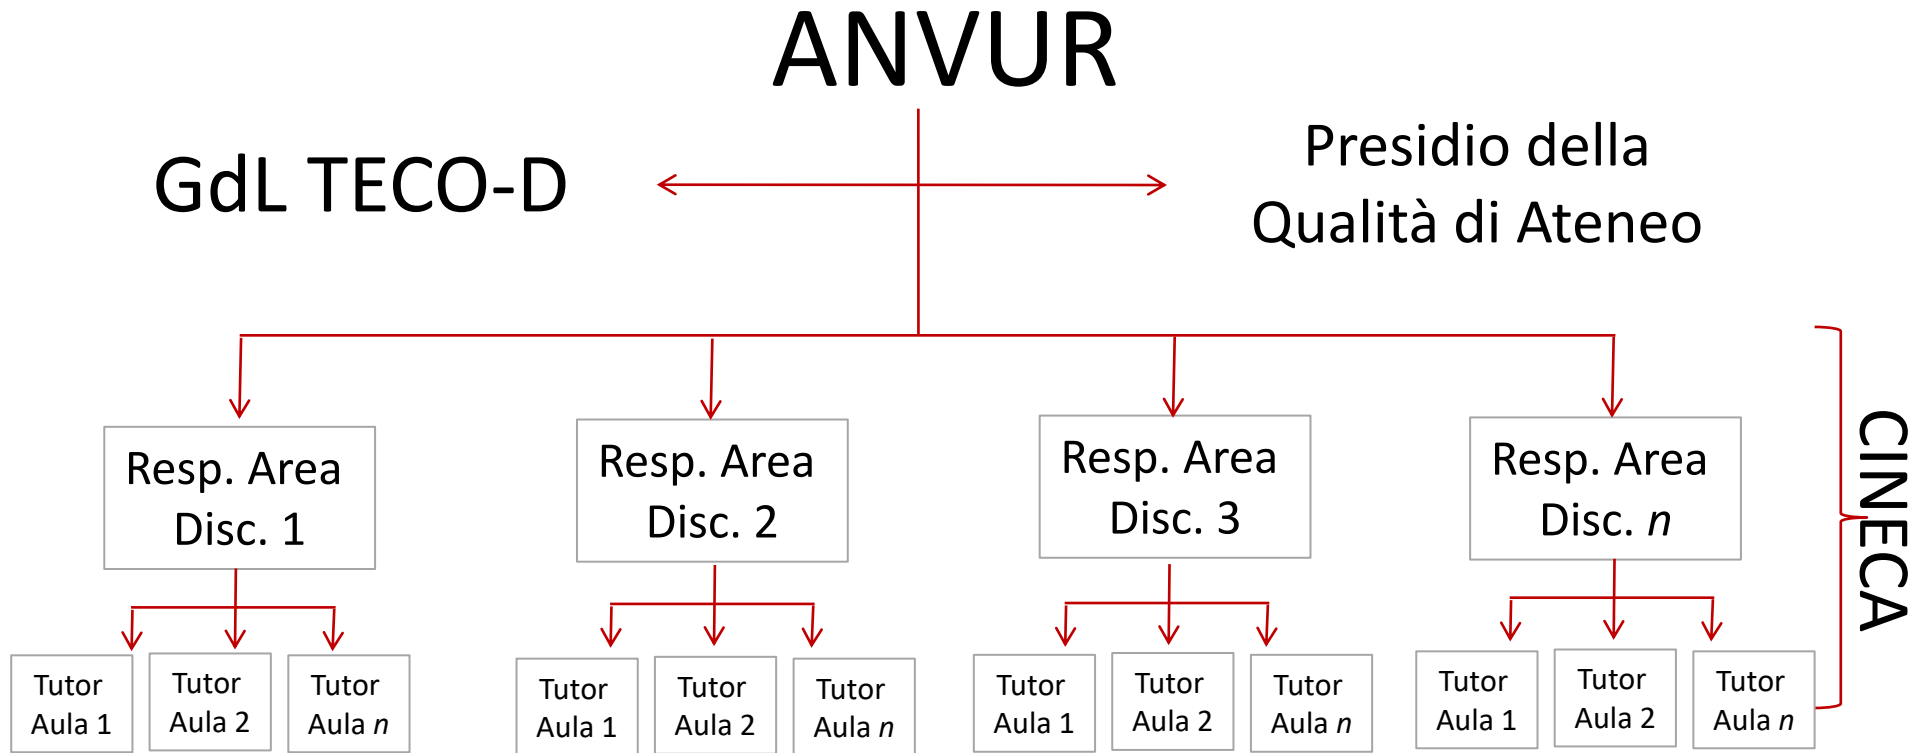 ANVUR
GdL TECO-D
Presidio della
Qualità di Ateneo
Resp. Area
Disc. 1
Resp. Area
Disc. 2
Resp. Area
Disc. 3
Resp. Area
Disc. n
CINECA
Tutor
Aula 1
Tutor
Aula 2
Tutor
Aula n
Tutor
Aula 1
Tutor
Aula 2
Tutor
Aula n
Tutor
Aula 1
Tutor
Aula 2
Tutor
Aula n
Tutor
Aula 1
Tutor
Aula 2
Tutor
Aula n